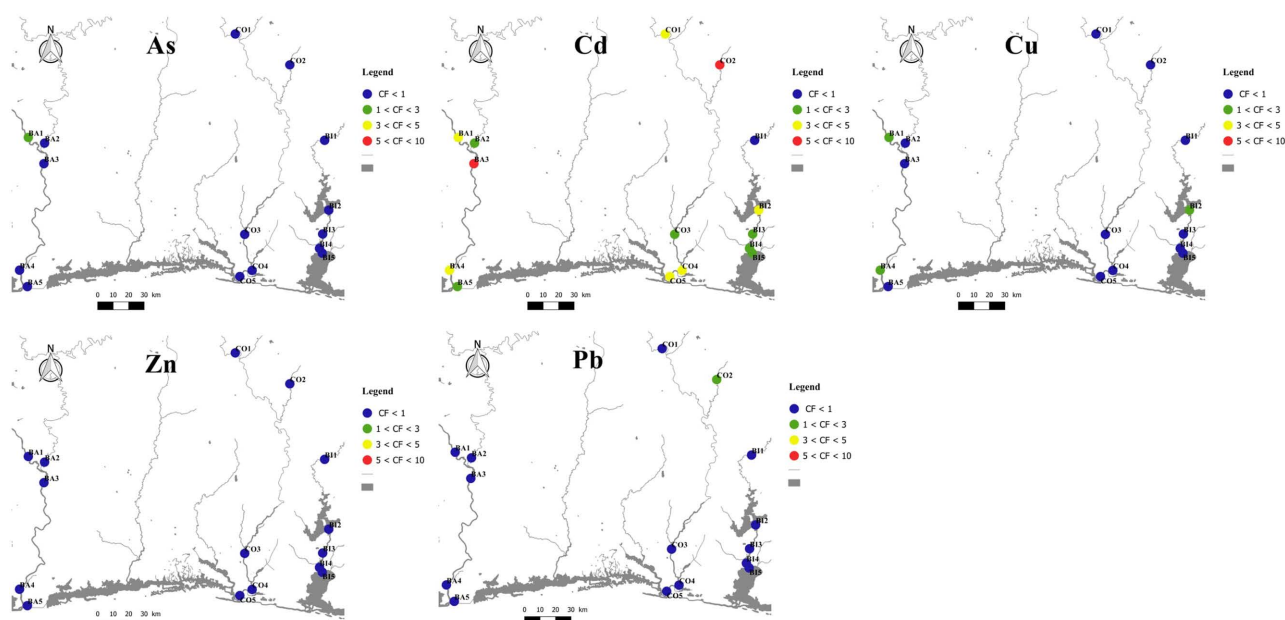 As
N
CO1
CO2
BA1
BA2
BA3
BI1
BI2
BI3
BI4
BI5
CO3
CO4
CO5
BA4
BA5
0 10 20 30 km
Legend
CF < 1
1 < CF < 3
3 < CF < 5
5 < CF < 10
Cd
N
CO1
CO2
BA1
BA2
BA3
BI1
BI2
BI3
BI4
BI5
CO3
CO4
CO5
BA4
BA5
0 10 20 30 km
Legend
CF < 1
1 < CF < 3
3 < CF < 5
5 < CF < 10
Cu
N
CO1
CO2
BA1
BA2
BA3
BI1
BI2
BI3
BI4
BI5
CO3
CO4
CO5
BA4
BA5
0 10 20 30 km
Legend
CF < 1
1 < CF < 3
3 < CF < 5
5 < CF < 10
Zn
N
CO1
CO2
BA1
BA2
BA3
BI1
BI2
BI3
BI4
BI5
CO3
CO4
CO5
BA4
BA5
0 10 20 30 km
Legend
CF < 1
1 < CF < 3
3 < CF < 5
5 < CF < 10
Pb
N
CO1
CO2
BA1
BA2
BA3
BI1
BI2
BI3
BI4
BI5
CO3
CO4
CO5
BA4
BA5
0 10 20 30 km
Legend
CF < 1
1 < CF < 3
3 < CF < 5
5 < CF < 10